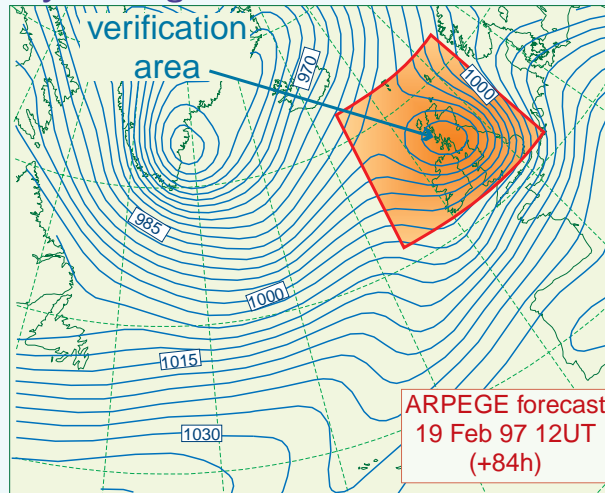 verification
area
970
1000
985
1000
1015
1030
ARPEGE forecast
19 Feb 97 12UT
(+84h)